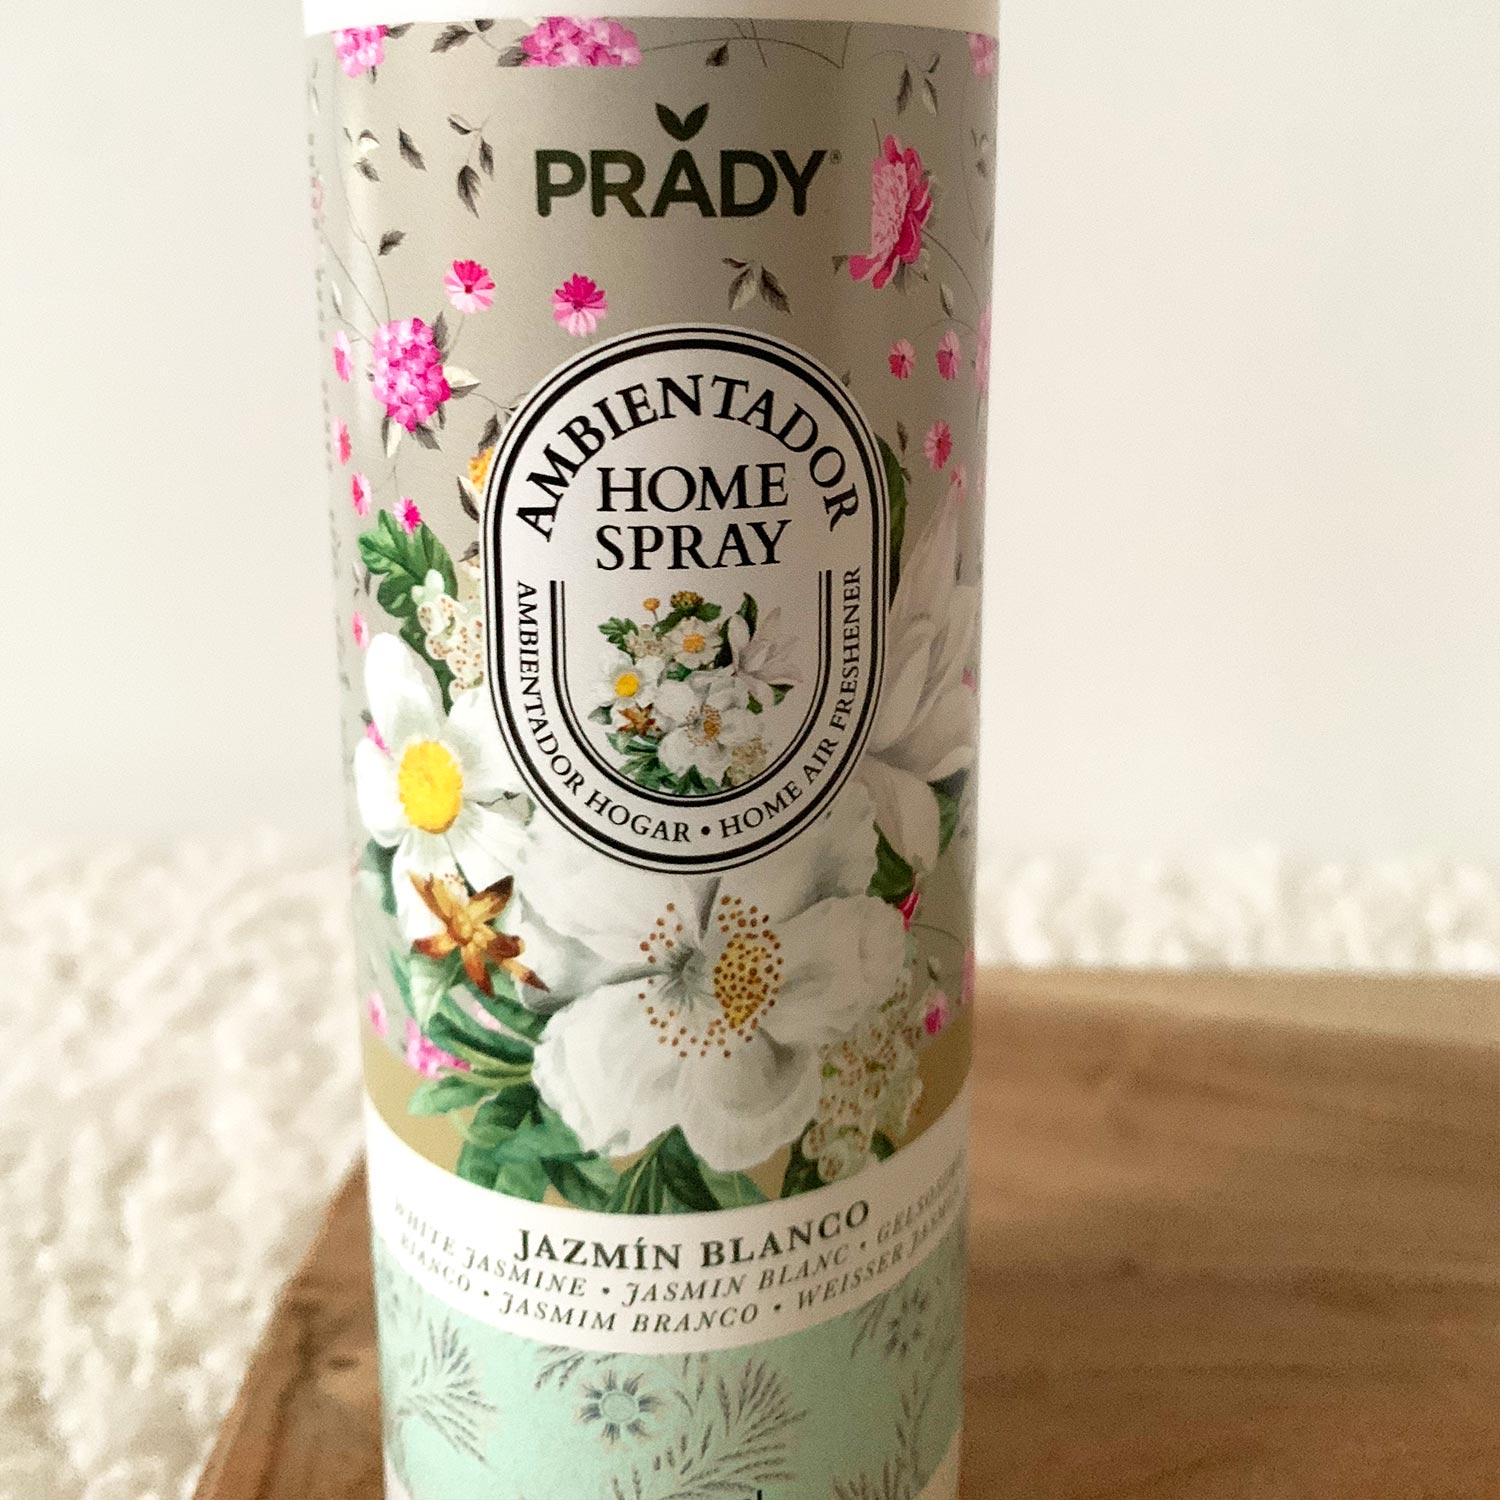 PRADY®
AMBIENTADOR
HOME
SPRAY
AMBIENTADOR HOGAR • HOME AIR FRESHENER
JAZMÍN BLANCO
WHITE JASMINE • JASMIN BLANC •
BIANCO • JASMIM BRANCO • WEISSER